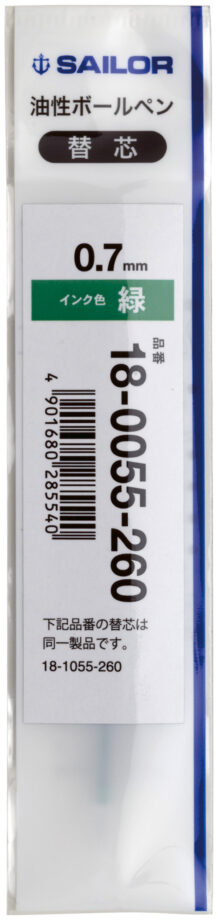 SAILOR
油性ボールペン
替芯
0.7mm
インク色 緑
品番
18-0055-260
4 901680 285540
下記品番の替芯は
同一製品です。
18-1055-260